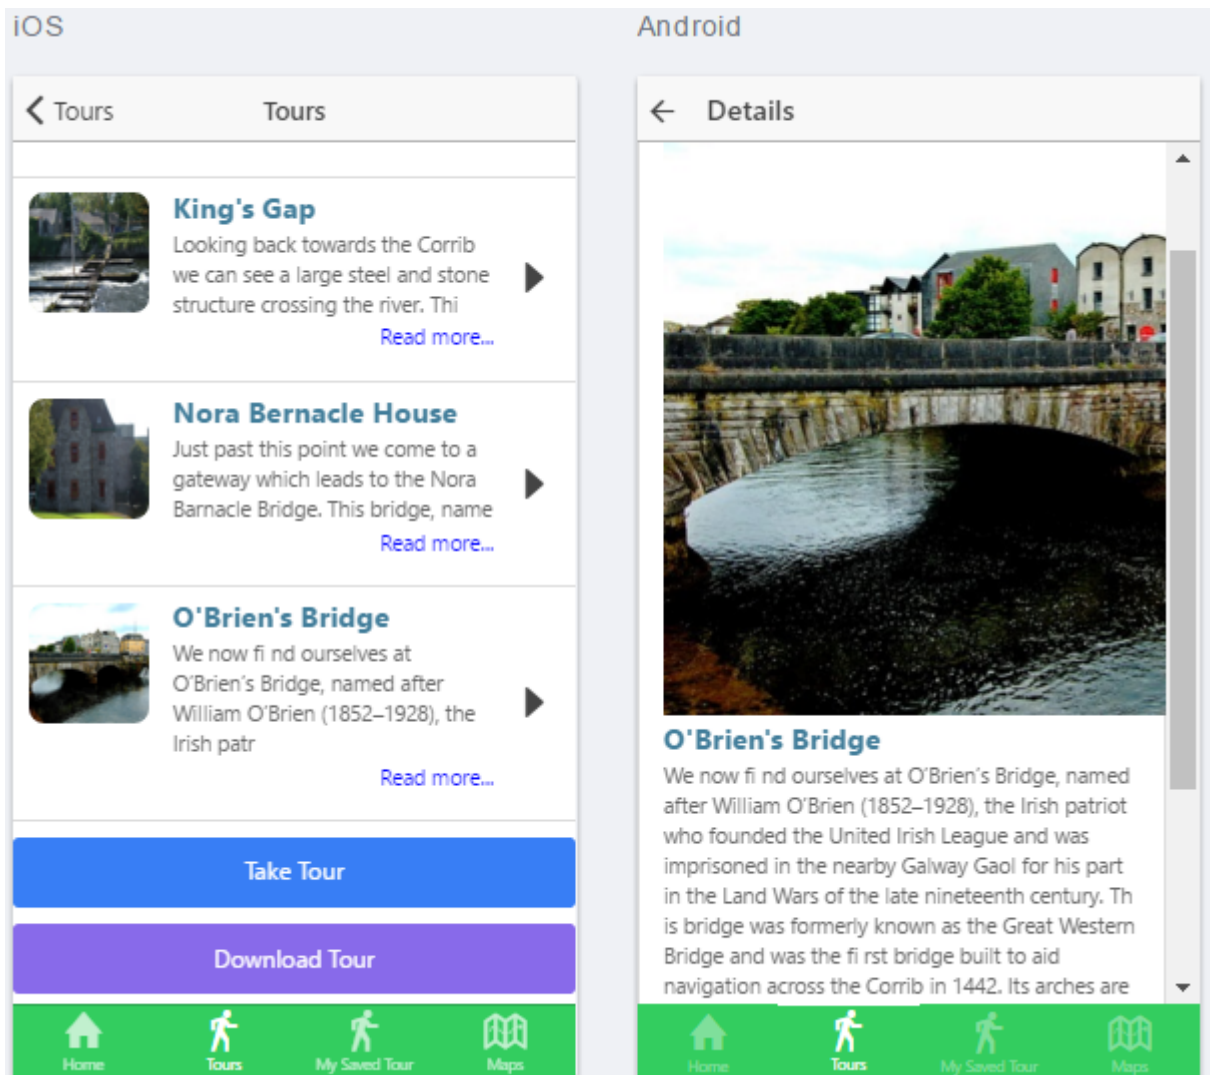 iOS
Tours
Tours
King's Gap
Looking back towards the Corrib
we can see a large steel and stone
structure crossing the river. Thi
Read more...
Nora Bernacle House
Just past this point we come to a
gateway which leads to the Nora
Barnacle Bridge. This bridge, name
Read more...
O'Brien's Bridge
We now fi nd ourselves at
O’Brien’s Bridge, named after
William O’Brien (1852–1928), the
Irish patr
Read more...
Take Tour
Download Tour
Home
Tours
My Saved Tour
Maps
Android
Details
O'Brien's Bridge
We now fi nd ourselves at O’Brien’s Bridge, named
after William O’Brien (1852–1928), the Irish patriot
who founded the United Irish League and was
imprisoned in the nearby Galway Gaol for his part
in the Land Wars of the late nineteenth century. Th
is bridge was formerly known as the Great Western
Bridge and was the fi rst bridge built to aid
navigation across the Corrib in 1442. Its arches are
Home
Tours
My Saved Tour
Maps